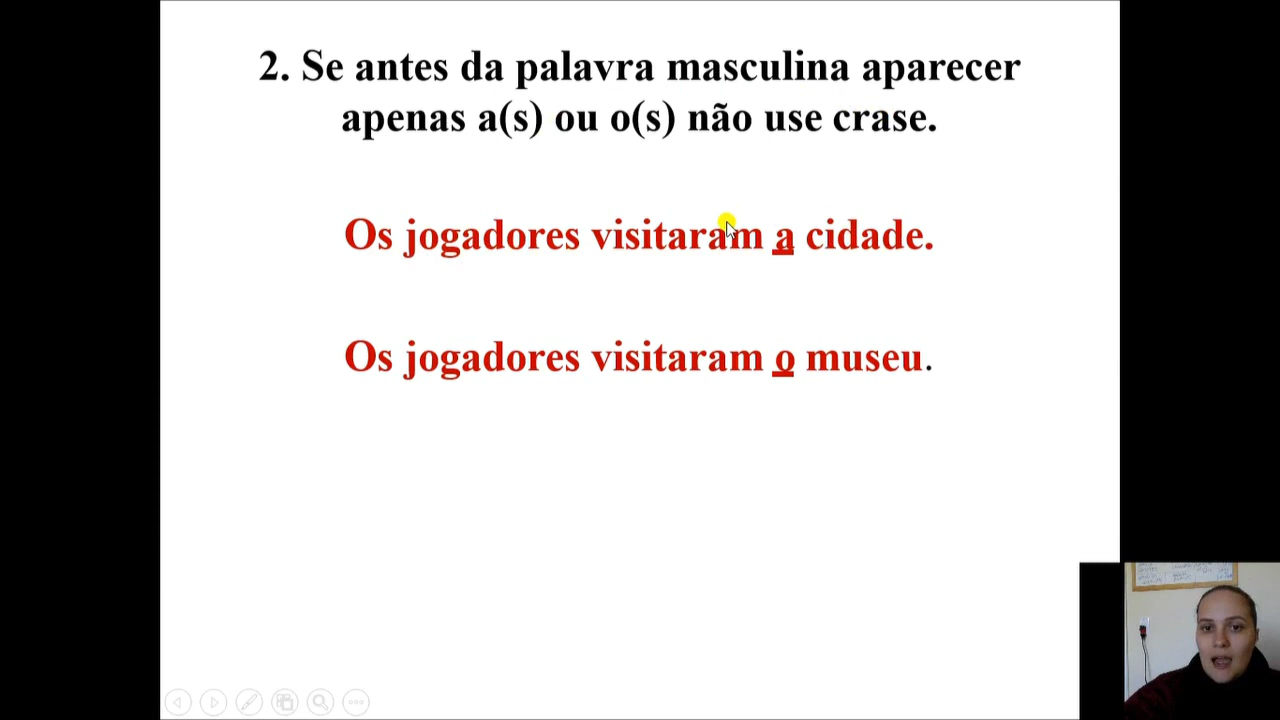 2. Se antes da palavra masculina aparecer
apenas a(s) ou o(s) não use crase.
Os jogadores visitaram a cidade.
Os jogadores visitaram o museu.